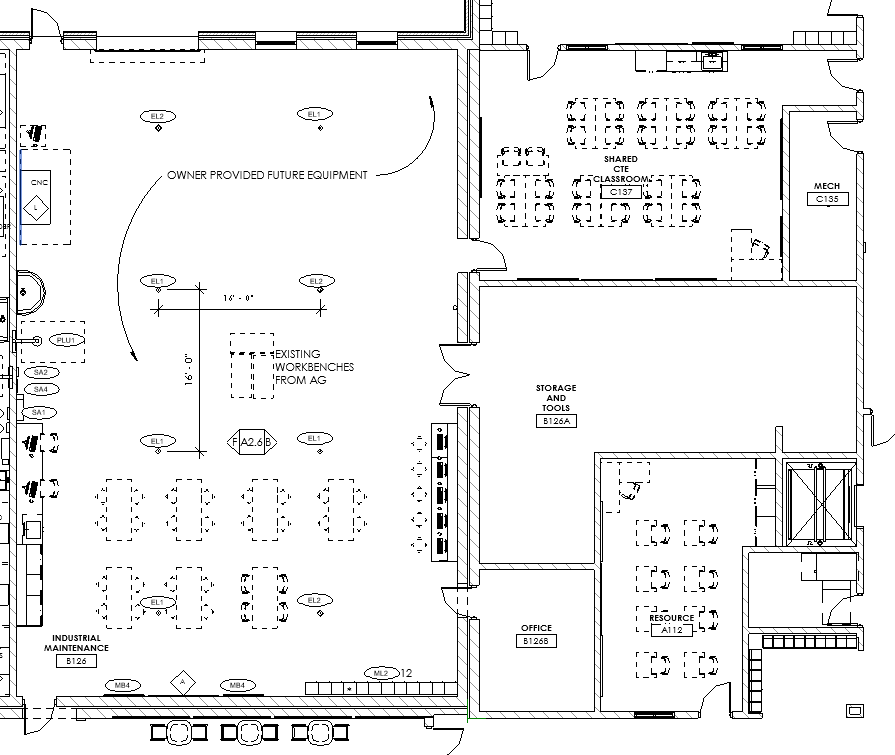 EL2
EL1
OWNER PROVIDED FUTURE EQUIPMENT
SHARED
CTE
CLASSROOM
C137
MECH
C135
CNC
L
EL1
EL2
16' - 0"
16' - 0"
PLU1
EXISTING
WORKBENCHES
FROM AG
SA2
SA4
SA1
STORAGE
AND
TOOLS
B126A
EL1
F A2.6 B
EL1
EL1
EL2
INDUSTRIAL
MAINTENANCE
B126
OFFICE
B126B
RESOURCE
A112
MB4
A
MB4
ML2 12